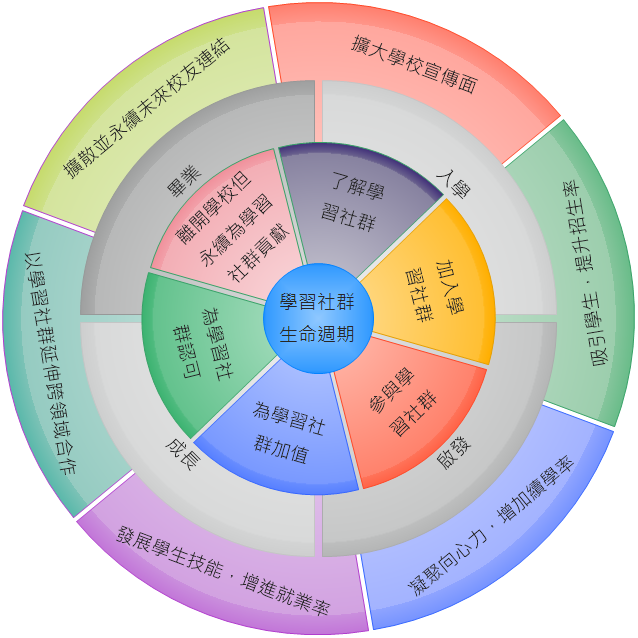 擴大學校宣傳面
吸引學生，提升招生率
凝聚向心力，增加續學率
發展學生技能，增進就業率
以學習社群延伸跨領域合作
擴散並永續未來校友連結
入學
啟發
成長
畢業
了解學
習社群
加入學
習社群
參與學
習社群
為學習社
群加值
為學習社
群認可
離開學校但
永續為學習
社群貢獻
學習社群
生命週期